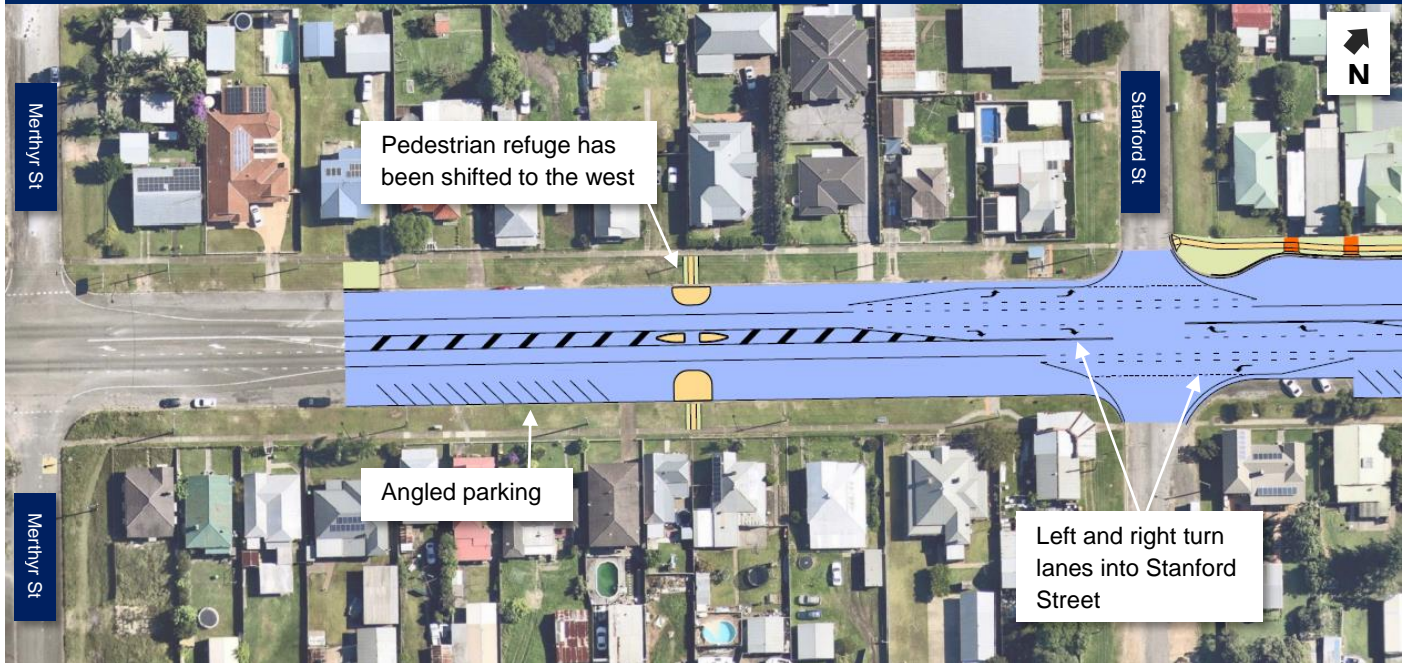 Merthyr St
Stanford St
N
Pedestrian refuge has
been shifted to the west
Angled parking
Merthyr St
Left and right turn
lanes into Stanford
Street